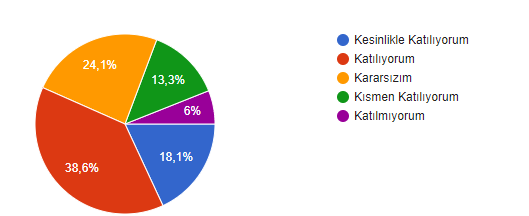 Kesinlikle Katılıyorum
Katılıyorum
Kararsızım
Kısmen Katılıyorum
Katılmıyorum
24,1%
13,3%
6%
18,1%
38,6%